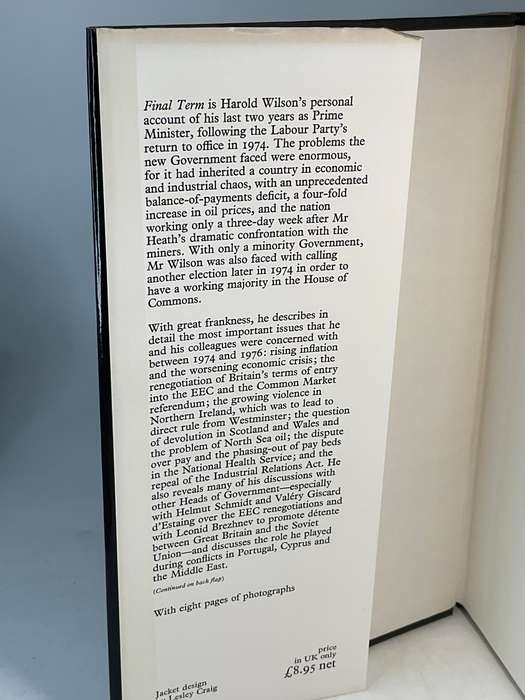 Final Term is Harold Wilson's personal
account of his last two years as Prime
Minister, following the Labour Party's
return to office in 1974. The problems the
new Government faced were enormous,
for it had inherited a country in economic
and industrial chaos, with an unprecedented
balance-of-payments deficit, a four-fold
increase in oil prices, and the nation
working only a three-day week after Mr
Heath's dramatic confrontation with the
miners. With only a minority Government,
Mr Wilson was also faced with calling
another election later in 1974 in order to
have a working majority in the House of
Commons.
With great frankness, he describes in
detail the most important issues that he
and his colleagues were concerned with
between 1974 and 1976: rising inflation
and the worsening economic crisis; the
renegotiation of Britain's terms of entry
into the EEC and the Common Market
referendum; the growing violence in
Northern Ireland, which was to lead to
direct rule from Westminster; the question
of devolution in Scotland and Wales and
the problem of North Sea oil; the dispute
over pay and the phasing-out of pay beds
in the National Health Service; and the
repeal of the Industrial Relations Act. He
also reveals many of his discussions with
other Heads of Government—especially
with Helmut Schmidt and Valéry Giscard
d'Estaing over the EEC renegotiations and
with Leonid Brezhnev to promote détente
between Great Britain and the Soviet
Union—and discusses the role he played
during conflicts in Portugal, Cyprus and
the Middle East.
(Continued on back flap)
With eight pages of photographs
price
in UK only
£8.95 net
Jacket design
Lesley Craig